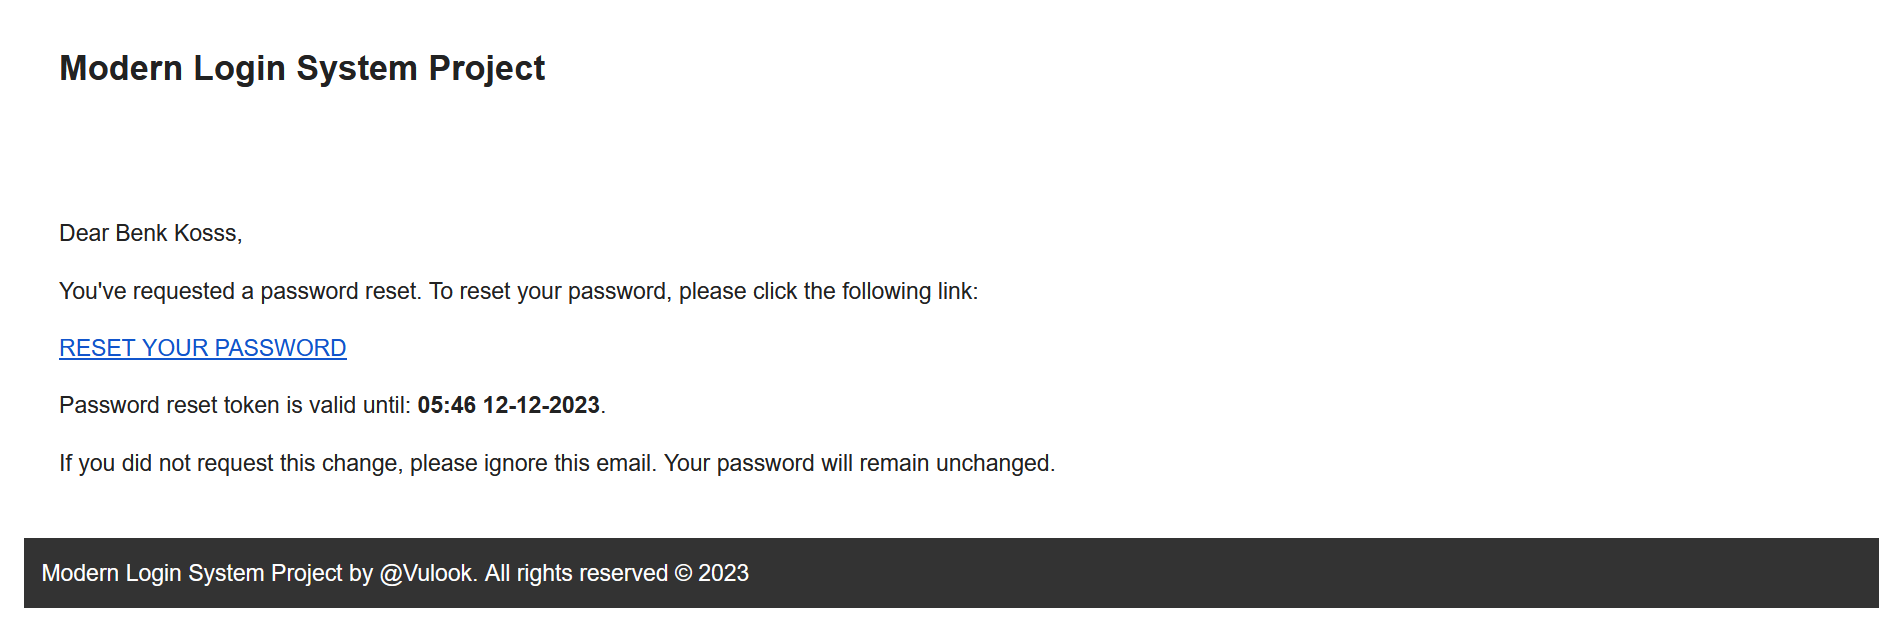 Modern Login System Project
Dear Benk Kosss,
You've requested a password reset. To reset your password, please click the following link:
RESET YOUR PASSWORD
Password reset token is valid until: 05:46 12-12-2023.
If you did not request this change, please ignore this email. Your password will remain unchanged.
Modern Login System Project by @Vulook. All rights reserved © 2023